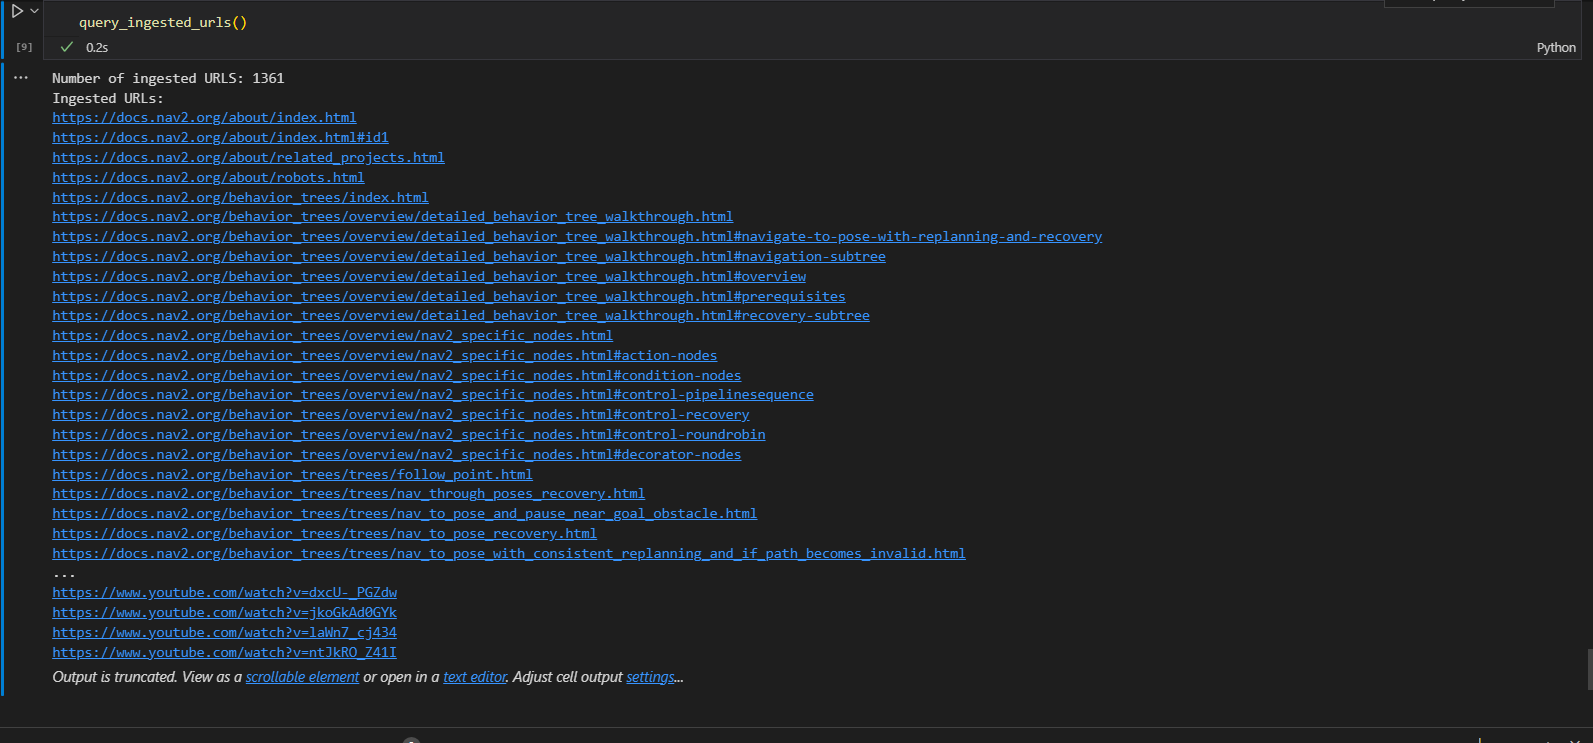 query_ingested_urls()
[9]
0.2s
Python
Number of ingested URLS: 1361
Ingested URLs:
https://docs.nav2.org/about/index.html
https://docs.nav2.org/about/index.html#id1
https://docs.nav2.org/about/related_projects.html
https://docs.nav2.org/about/robots.html
https://docs.nav2.org/behavior_trees/index.html
https://docs.nav2.org/behavior_trees/overview/detailed_behavior_tree_walkthrough.html
https://docs.nav2.org/behavior_trees/overview/detailed_behavior_tree_walkthrough.html#navigate-to-pose-with-replanning-and-recovery
https://docs.nav2.org/behavior_trees/overview/detailed_behavior_tree_walkthrough.html#navigation-subtree
https://docs.nav2.org/behavior_trees/overview/detailed_behavior_tree_walkthrough.html#overview
https://docs.nav2.org/behavior_trees/overview/detailed_behavior_tree_walkthrough.html#prerequisites
https://docs.nav2.org/behavior_trees/overview/detailed_behavior_tree_walkthrough.html#recovery-subtree
https://docs.nav2.org/behavior_trees/overview/nav2_specific_nodes.html
https://docs.nav2.org/behavior_trees/overview/nav2_specific_nodes.html#action-nodes
https://docs.nav2.org/behavior_trees/overview/nav2_specific_nodes.html#condition-nodes
https://docs.nav2.org/behavior_trees/overview/nav2_specific_nodes.html#control-pipelinesequence
https://docs.nav2.org/behavior_trees/overview/nav2_specific_nodes.html#control-recovery
https://docs.nav2.org/behavior_trees/overview/nav2_specific_nodes.html#control-roundrobin
https://docs.nav2.org/behavior_trees/overview/nav2_specific_nodes.html#decorator-nodes
https://docs.nav2.org/behavior_trees/trees/follow_point.html
https://docs.nav2.org/behavior_trees/trees/nav_through_poses_recovery.html
https://docs.nav2.org/behavior_trees/trees/nav_to_pose_and_pause_near_goal_obstacle.html
https://docs.nav2.org/behavior_trees/trees/nav_to_pose_recovery.html
https://docs.nav2.org/behavior_trees/trees/nav_to_pose_with_consistent_replanning_and_if_path_becomes_invalid.html
...
https://www.youtube.com/watch?v=dxcU-_PGZdw
https://www.youtube.com/watch?v=jkoGkAd0GYk
https://www.youtube.com/watch?v=laWn7_cj434
https://www.youtube.com/watch?v=ntJkRO_Z41I
Output is truncated. View as a scrollable element or open in a text editor. Adjust cell output settings...